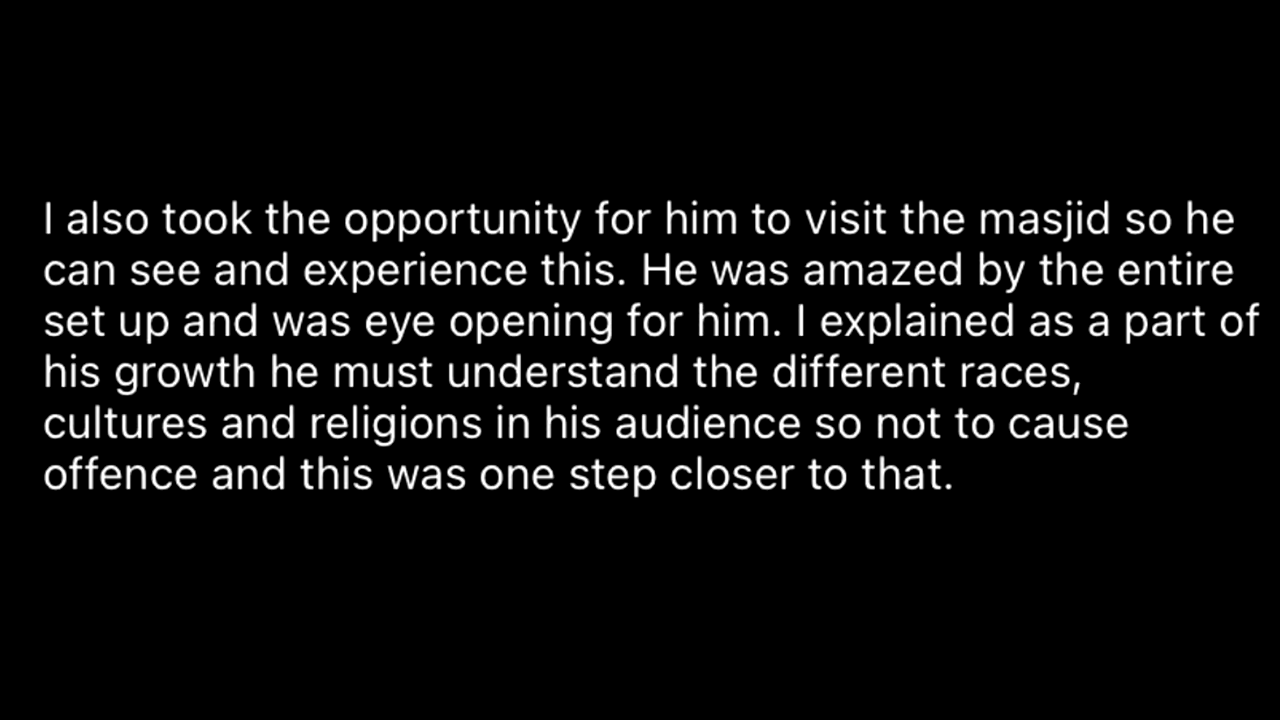 I also took the opportunity for him to visit the masjid so he
can see and experience this. He was amazed by the entire
set up and was eye opening for him. I explained as a part of
his growth he must understand the different races,
cultures and religions in his audience so not to cause
offence and this was one step closer to that.